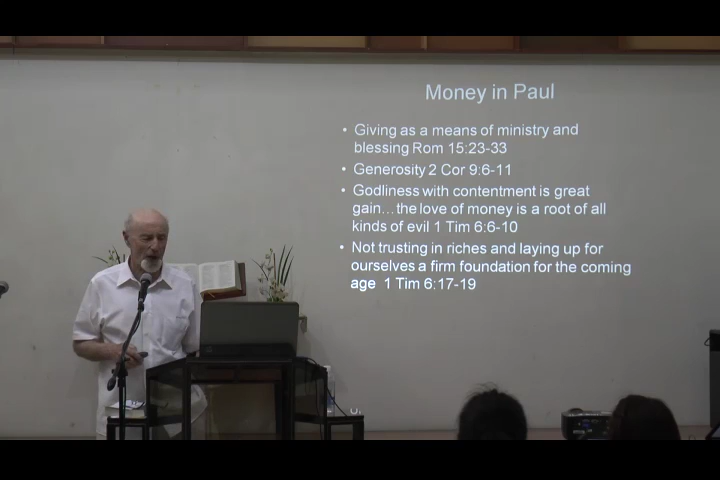 Money in Paul
• Giving as a means of ministry and
blessing Rom 15:23-33
• Generosity 2 Cor 9:6-11
• Godliness with contentment is great
gain…the love of money is a root of all
kinds of evil 1 Tim 6:6-10
• Not trusting in riches and laying up for
ourselves a firm foundation for the coming
age  1 Tim 6:17-19